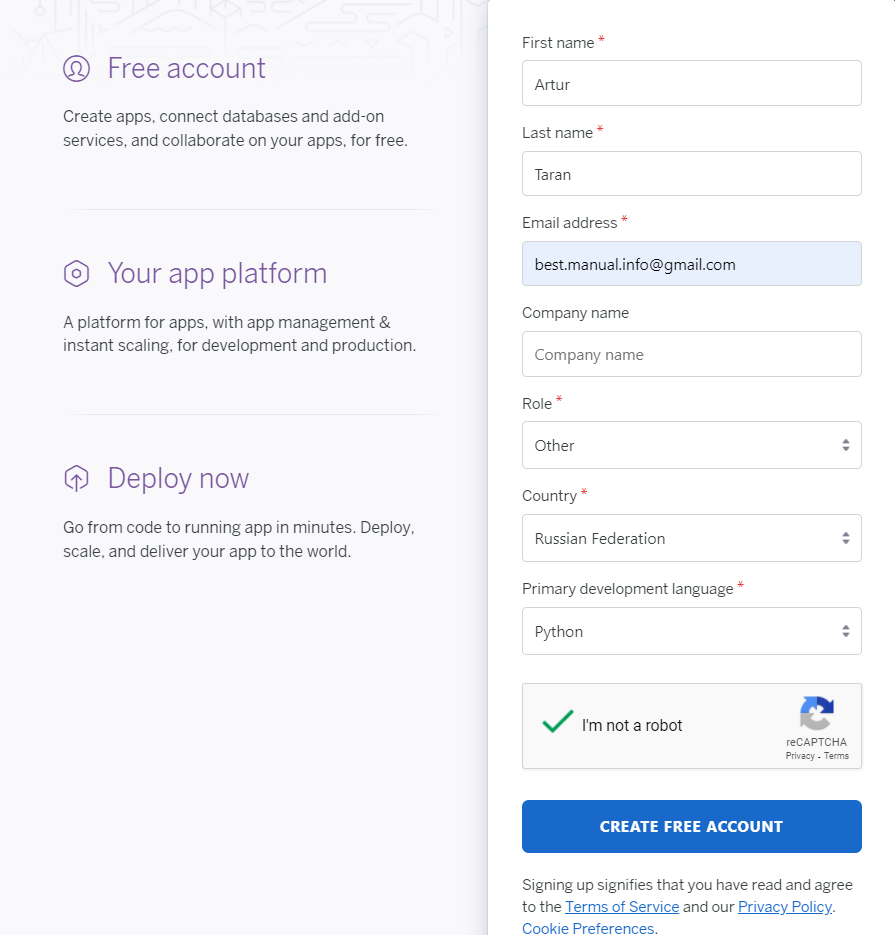 Free account
Create apps, connect databases and add-on
services, and collaborate on your apps, for free.
Your app platform
A platform for apps, with app management &
instant scaling, for development and production.
Deploy now
Go from code to running app in minutes. Deploy,
scale, and deliver your app to the world.
First name *
Artur
Last name *
Taran
Email address *
best.manual.info@gmail.com
Company name
Company name
Role *
Other
Country *
Russian Federation
Primary development language *
Python
I'm not a robot
reCAPTCHA
Privacy - Terms
CREATE FREE ACCOUNT
Signing up signifies that you have read and agree
to the Terms of Service and our Privacy Policy.
Cookie Preferences.